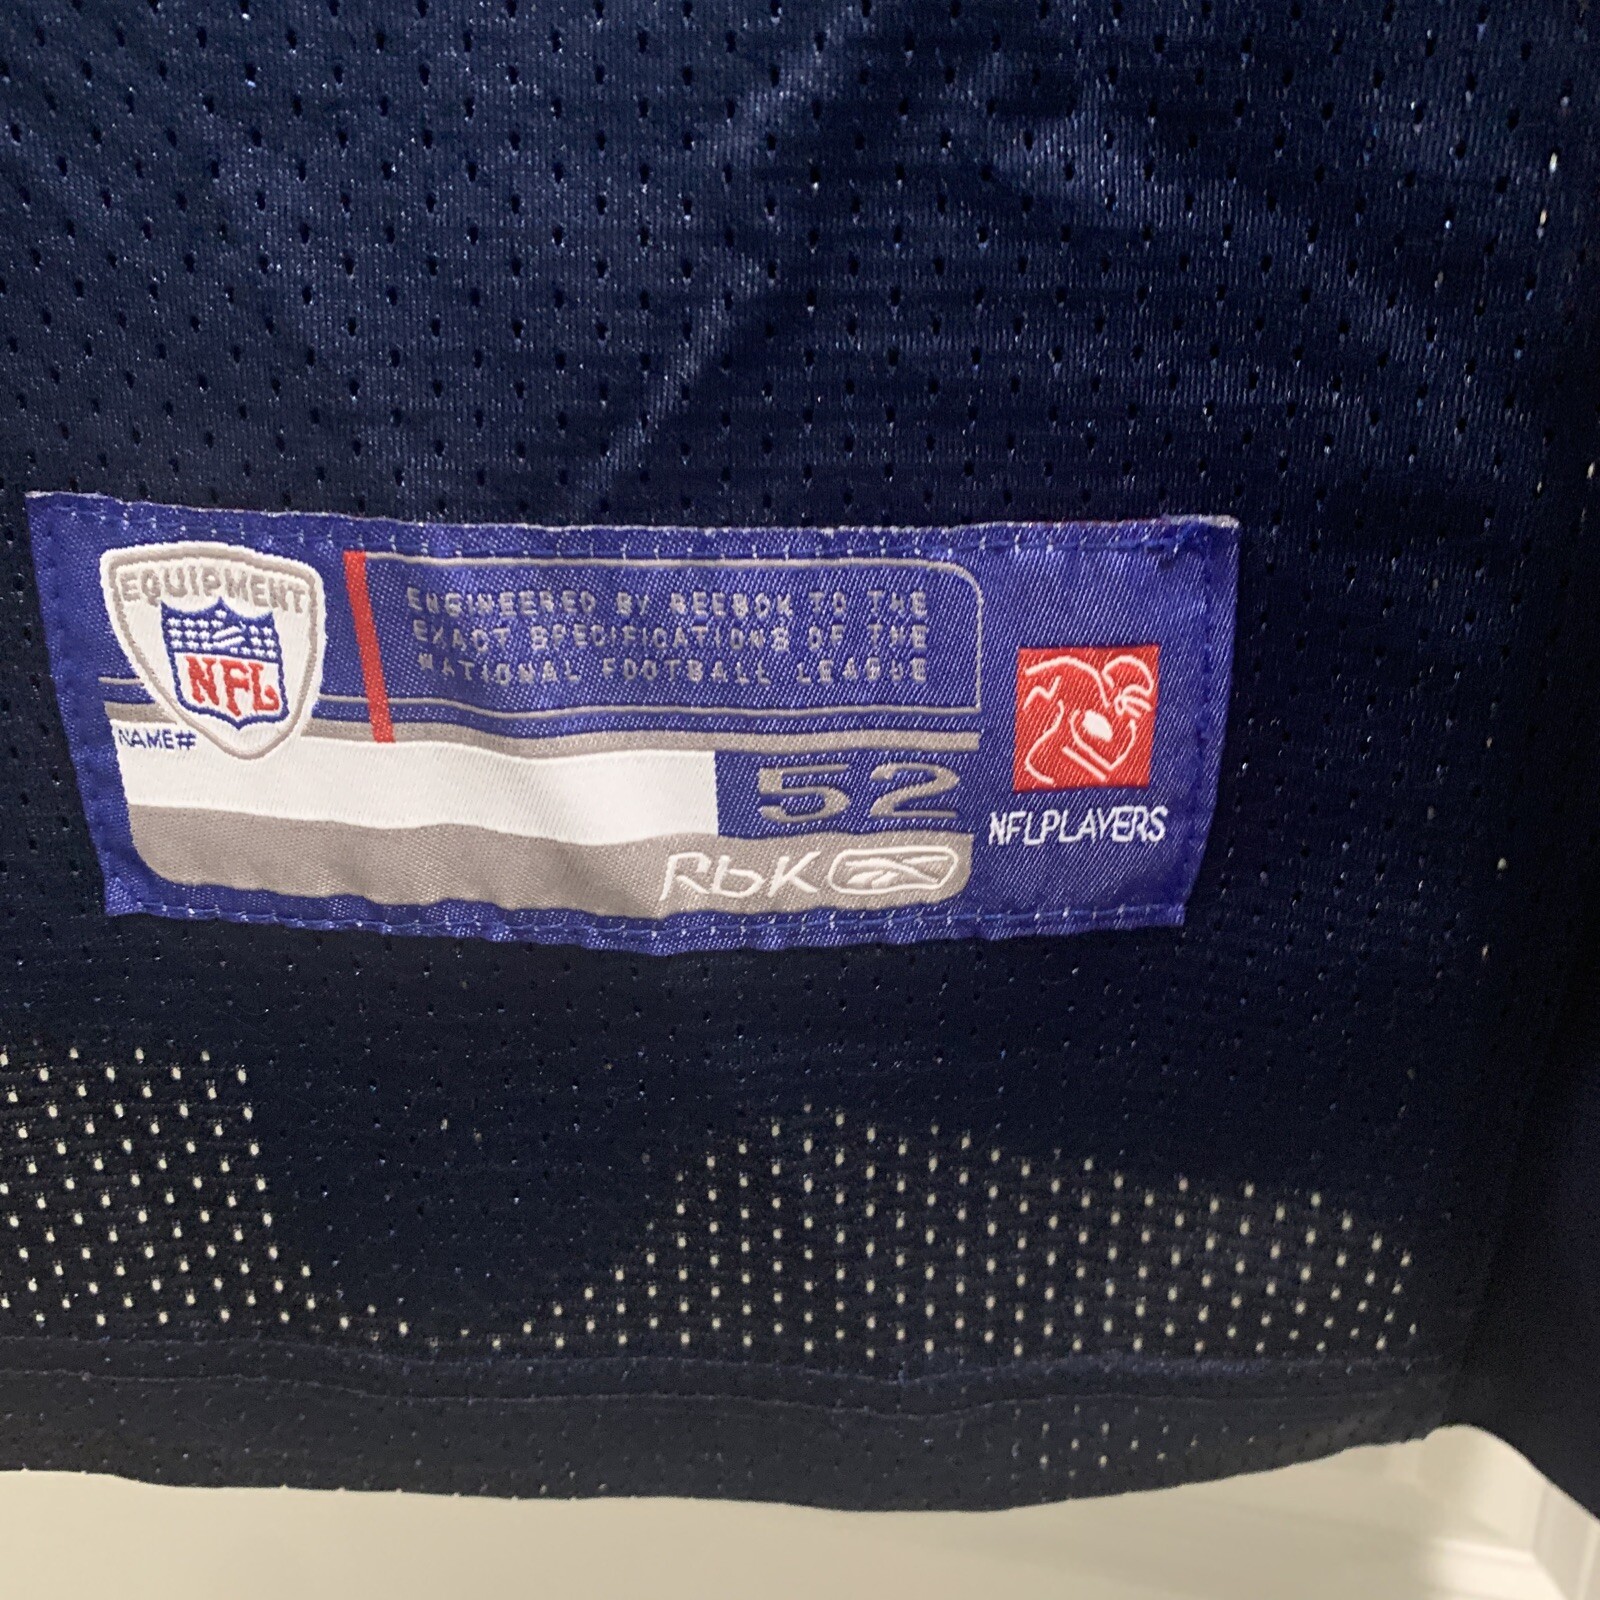 EQUIPMENT
NFL
ENGINEERED BY REEBOK TO THE
EXACT SPECIFICATIONS OF THE
NATIONAL FOOTBALL LEAGUE
NAME#
52
NFLPLAYERS
RbK